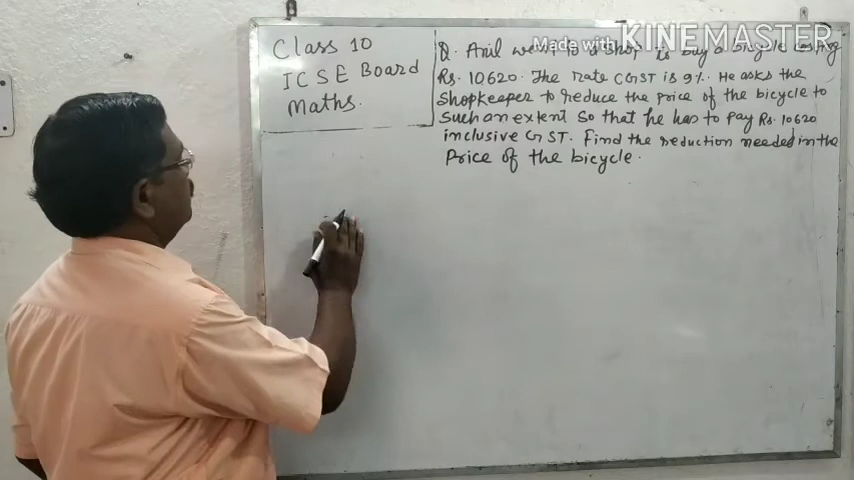 Made with KINEMASTER
Class 10
ICSE Board
Maths.
Q. Anil went to a shop to buy a bicycle costing
Rs. 10620. The rate CGST is 9%. He asks the
Shopkeeper to reduce the price of the bicycle to
Such an extent so that he has to pay Rs. 10620
inclusive GST. Find the reduction needed in the
Price of the bicycle.